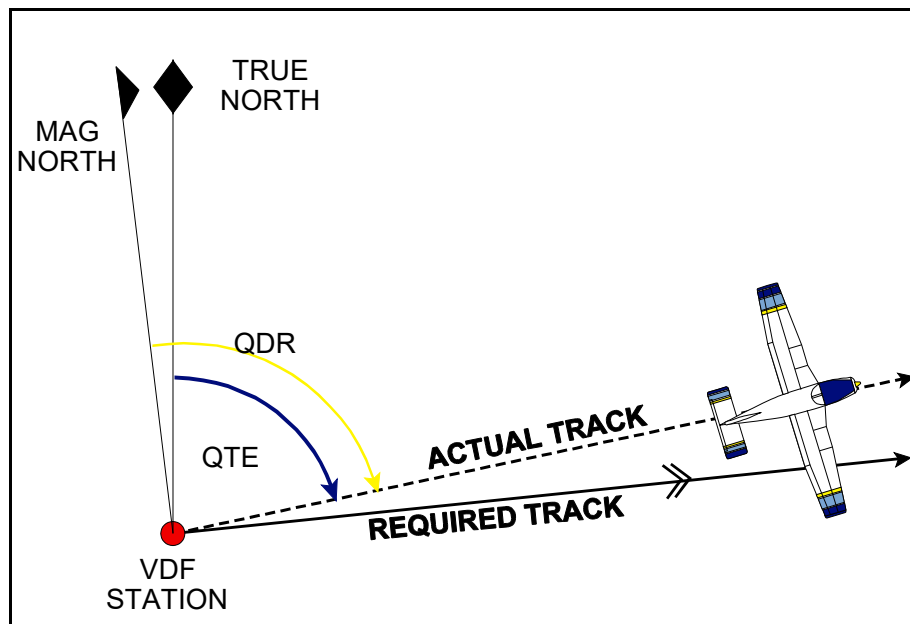 TRUE
NORTH
MAG
NORTH
QDR
QTE
ACTUAL TRACK
REQUIRED TRACK
VDF
STATION